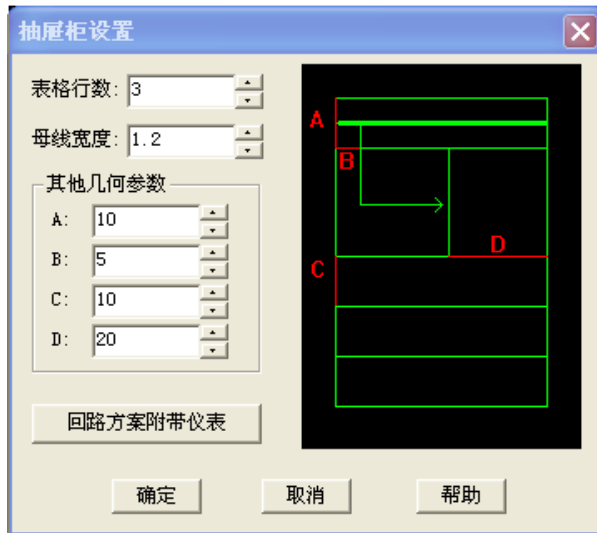 抽屉柜设置
表格行数: 3
母线宽度: 1.2
其他几何参数
A: 10
B: 5
C: 10
D: 20
回路方案附带仪表
A
B
D
C
确定 取消 帮助